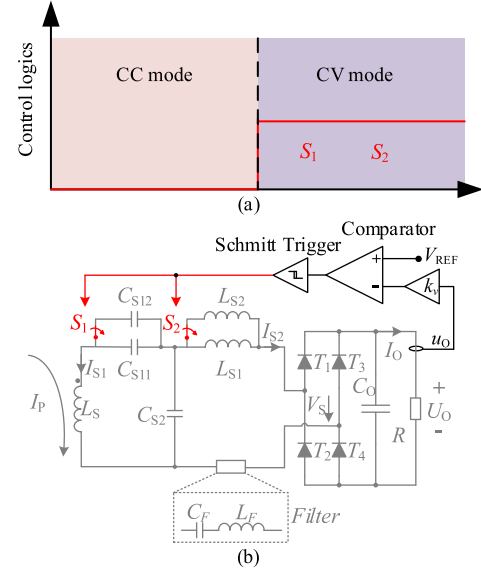 Control logics
CC mode
CV mode
S1
S2
(a)
Comparator
Schmitt Trigger
+
VREF
-
kv
CS12
LS2
S1
S2
IS2
IO
uO
CS11
LS1
IS1
T1
T3
CO
IP
LS
CS2
VS
+
UO
-
R
T2
T4
CF
LF
Filter
(b)